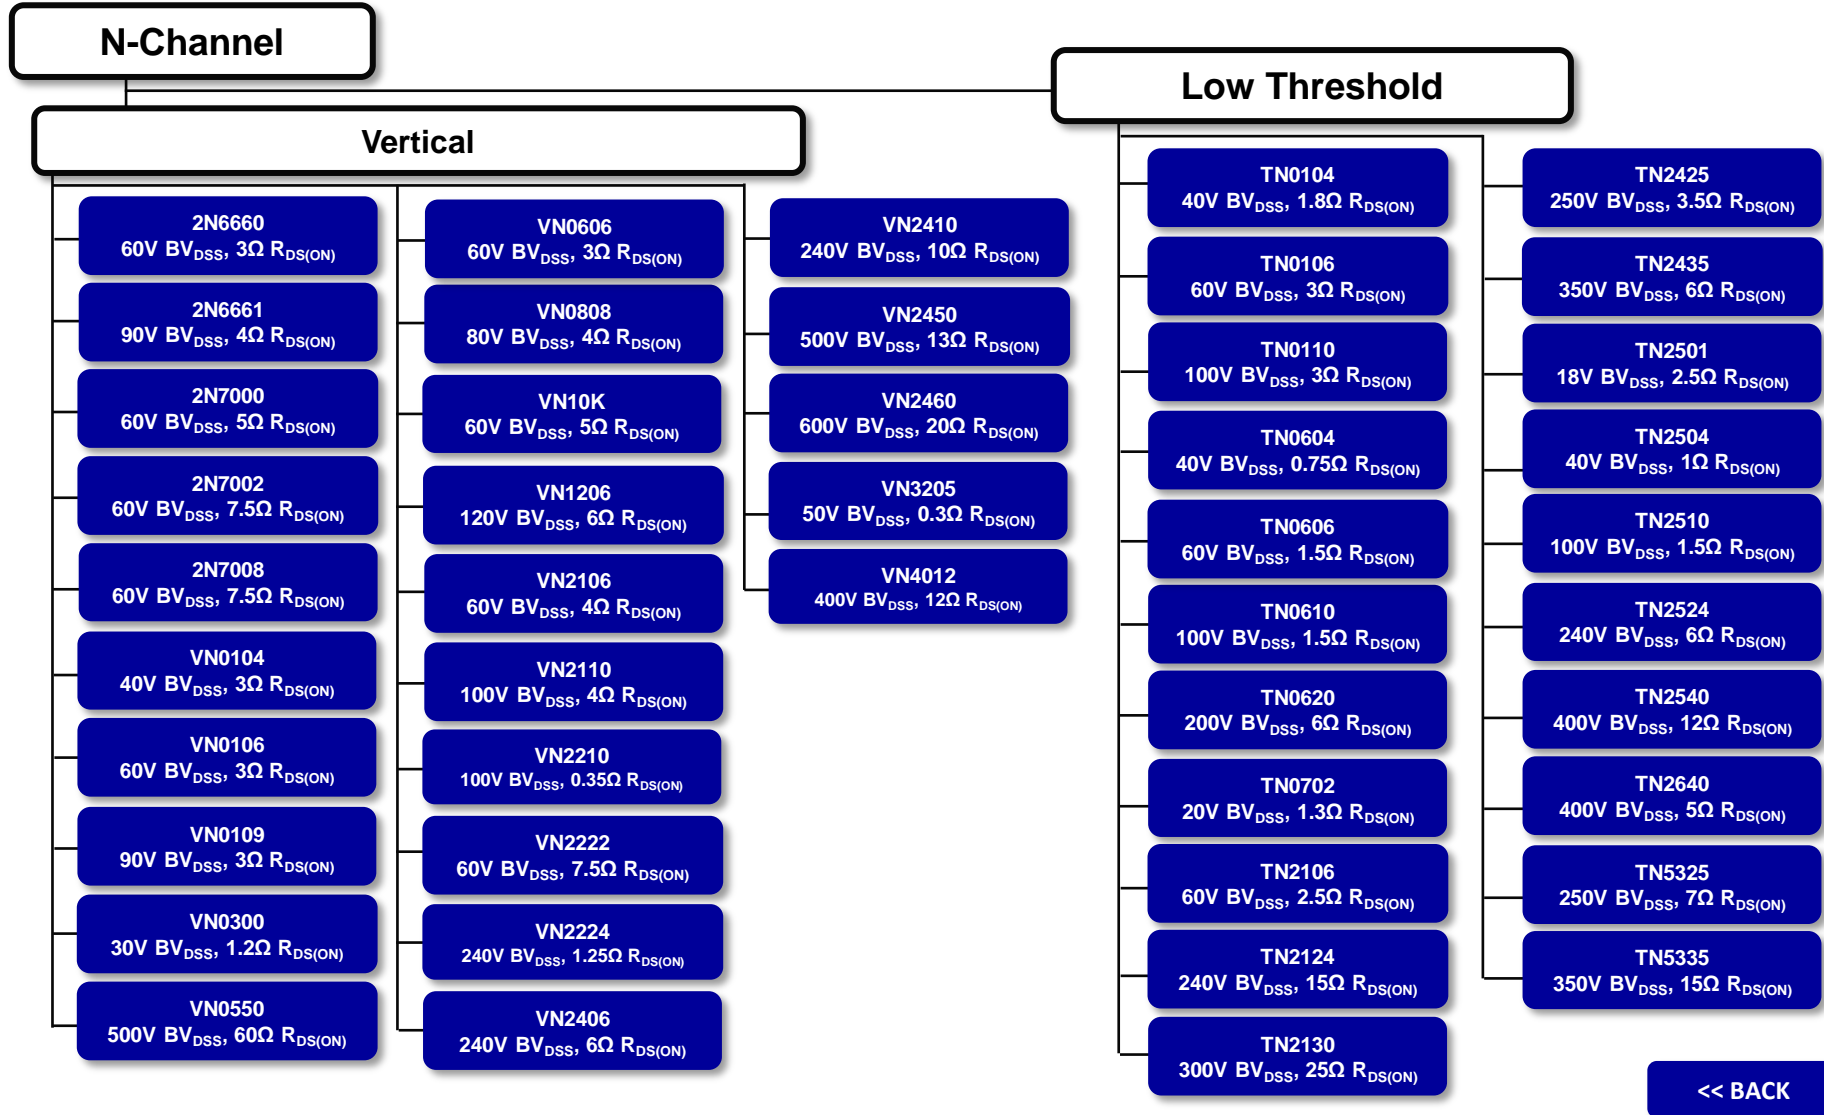 N-Channel
Low Threshold
Vertical
2N6660
60V BVDSS, 3Ω RDS(ON)
2N6661
90V BVDSS, 4Ω RDS(ON)
2N7000
60V BVDSS, 5Ω RDS(ON)
2N7002
60V BVDSS, 7.5Ω RDS(ON)
2N7008
60V BVDSS, 7.5Ω RDS(ON)
VN0104
40V BVDSS, 3Ω RDS(ON)
VN0106
60V BVDSS, 3Ω RDS(ON)
VN0109
90V BVDSS, 3Ω RDS(ON)
VN0300
30V BVDSS, 1.2Ω RDS(ON)
VN0550
500V BVDSS, 60Ω RDS(ON)
VN0606
60V BVDSS, 3Ω RDS(ON)
VN0808
80V BVDSS, 4Ω RDS(ON)
VN10K
60V BVDSS, 5Ω RDS(ON)
VN1206
120V BVDSS, 6Ω RDS(ON)
VN2106
60V BVDSS, 4Ω RDS(ON)
VN2110
100V BVDSS, 4Ω RDS(ON)
VN2210
100V BVDSS, 0.35Ω RDS(ON)
VN2222
60V BVDSS, 7.5Ω RDS(ON)
VN2224
240V BVDSS, 1.25Ω RDS(ON)
VN2406
240V BVDSS, 6Ω RDS(ON)
VN2410
240V BVDSS, 10Ω RDS(ON)
VN2450
500V BVDSS, 13Ω RDS(ON)
VN2460
600V BVDSS, 20Ω RDS(ON)
VN3205
50V BVDSS, 0.3Ω RDS(ON)
VN4012
400V BVDSS, 12Ω RDS(ON)
TN0104
40V BVDSS, 1.8Ω RDS(ON)
TN0106
60V BVDSS, 3Ω RDS(ON)
TN0110
100V BVDSS, 3Ω RDS(ON)
TN0604
40V BVDSS, 0.75Ω RDS(ON)
TN0606
60V BVDSS, 1.5Ω RDS(ON)
TN0610
100V BVDSS, 1.5Ω RDS(ON)
TN0620
200V BVDSS, 6Ω RDS(ON)
TN0702
20V BVDSS, 1.3Ω RDS(ON)
TN2106
60V BVDSS, 2.5Ω RDS(ON)
TN2124
240V BVDSS, 15Ω RDS(ON)
TN2130
300V BVDSS, 25Ω RDS(ON)
TN2425
250V BVDSS, 3.5Ω RDS(ON)
TN2435
350V BVDSS, 6Ω RDS(ON)
TN2501
18V BVDSS, 2.5Ω RDS(ON)
TN2504
40V BVDSS, 1Ω RDS(ON)
TN2510
100V BVDSS, 1.5Ω RDS(ON)
TN2524
240V BVDSS, 6Ω RDS(ON)
TN2540
400V BVDSS, 12Ω RDS(ON)
TN2640
400V BVDSS, 5Ω RDS(ON)
TN5325
250V BVDSS, 7Ω RDS(ON)
TN5335
350V BVDSS, 15Ω RDS(ON)
<< BACK